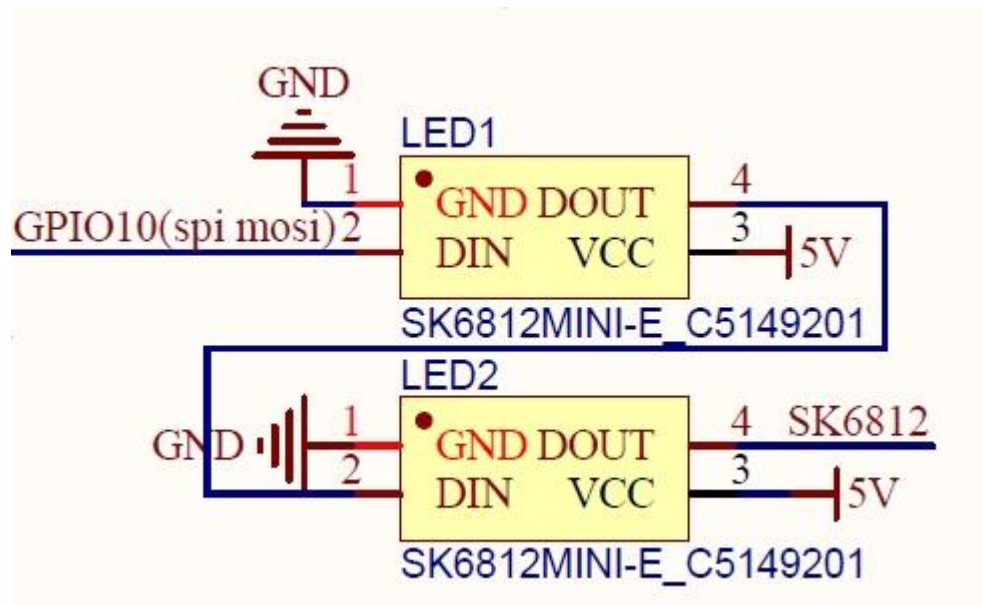 GND
LED1
1 GND DOUT 4
GPIO10(spi mosi) 2 DIN VCC 3 5V
SK6812MINI-E_C5149201
LED2
GND 1 GND DOUT 4 SK6812
2 DIN VCC 3 5V
SK6812MINI-E_C5149201